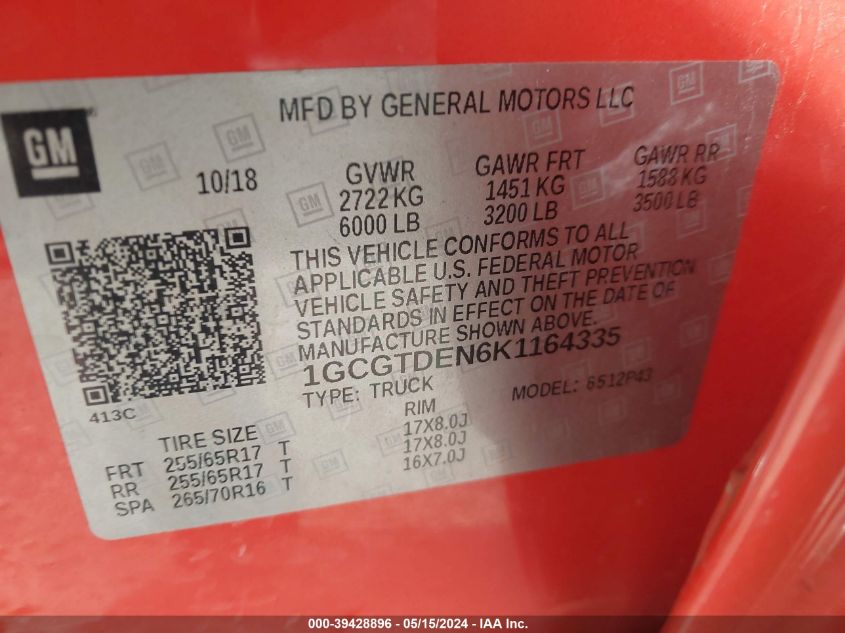 MFD BY GENERAL MOTORS LLC
GM
10/18
GVWR GAWR FRT GAWR RR
2722 KG 1451 KG 1588 KG
6000 LB 3200 LB 3500 LB
THIS VEHICLE CONFORMS TO ALL
APPLICABLE U.S. FEDERAL MOTOR
VEHICLE SAFETY AND THEFT PREVENTION
STANDARDS IN EFFECT ON THE DATE OF
MANUFACTURE SHOWN ABOVE.
1GCGTDEN6K1164335
TYPE: TRUCK MODEL: 6512P43
413C
TIRE SIZE RIM
FRT 255/65R17 T 17X8.0J
RR 255/65R17 T 17X8.0J
SPA 265/70R16 T 16X7.0J
000-39428896 - 05/15/2024 - IAA Inc.